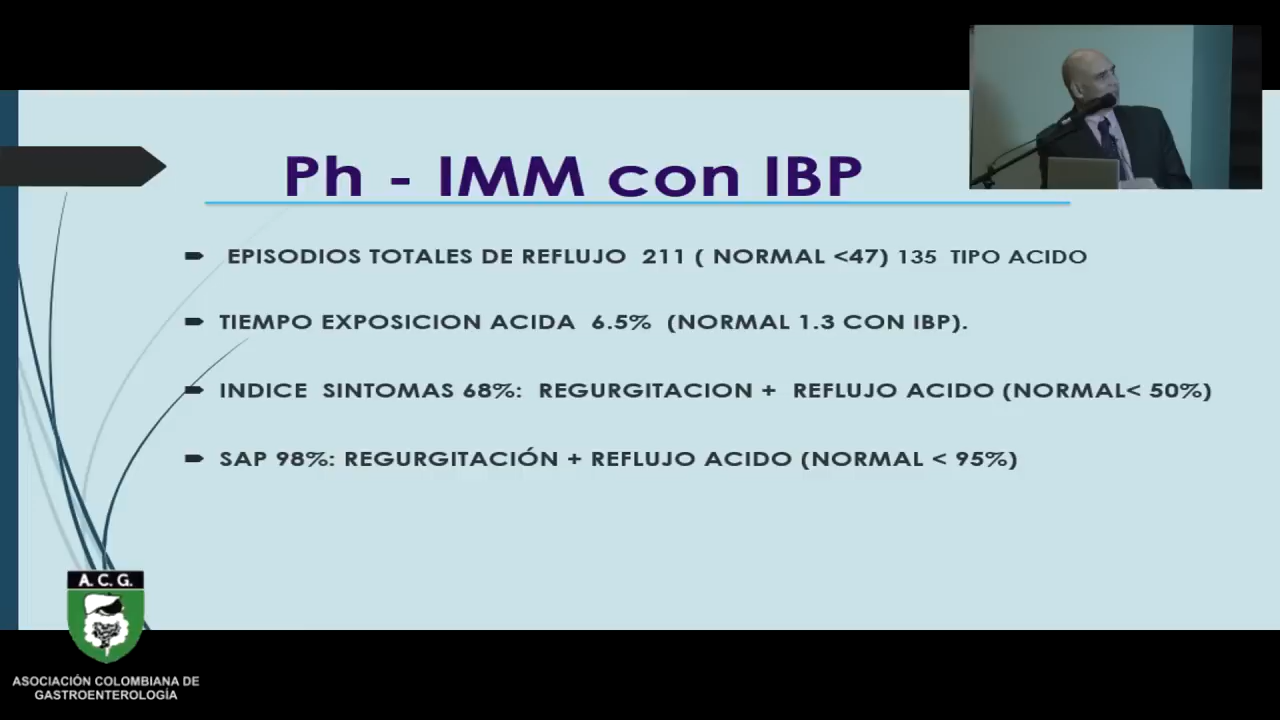 Ph - IMM con IBP
EPISODIOS TOTALES DE REFLUJO 211 ( NORMAL <47) 135 TIPO ACIDO
TIEMPO EXPOSICION ACIDA 6.5% (NORMAL 1.3 CON IBP).
INDICE SINTOMAS 68%: REGURGITACION + REFLUJO ACIDO (NORMAL< 50%)
SAP 98%: REGURGITACIÓN + REFLUJO ACIDO (NORMAL < 95%)
A. C. G.
ASOCIACIÓN COLOMBIANA DE
GASTROENTEROLOGÍA